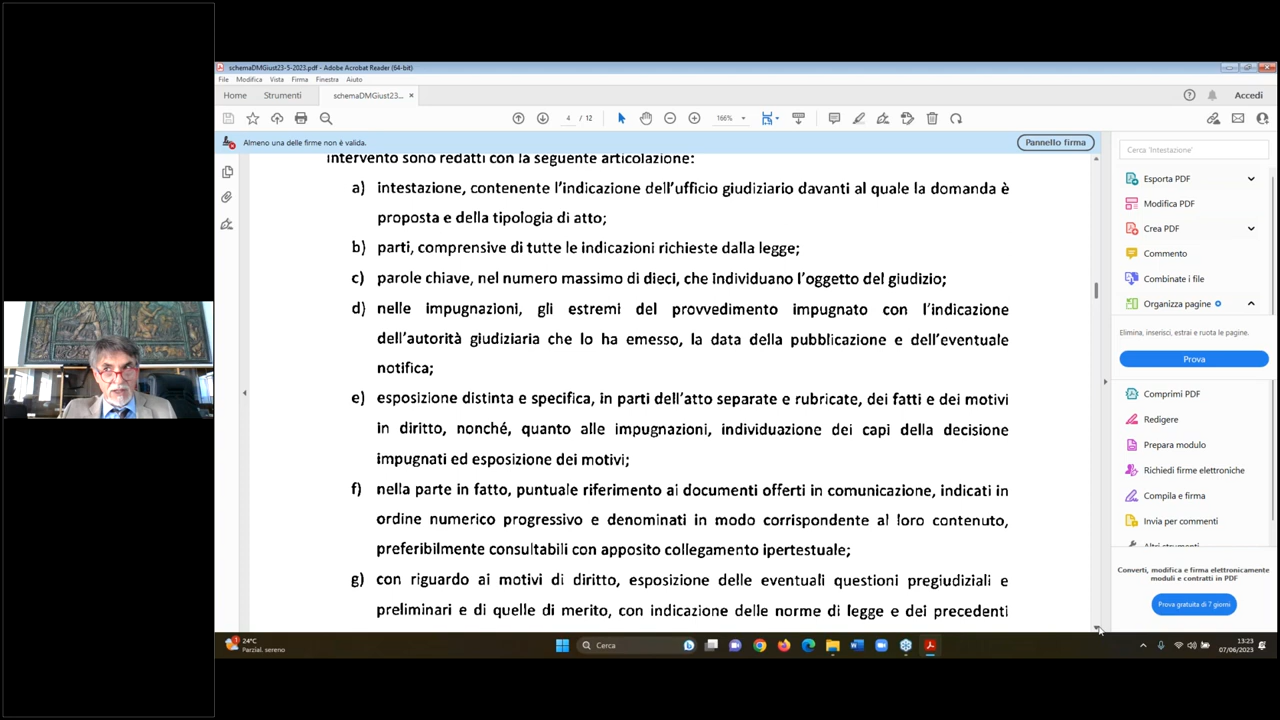 schemaDMGiust23-5-2023.pdf - Adobe Acrobat Reader (64-bit)
File Modifica Vista Firma Finestra Aiuto
Home Strumenti schemaDMGiust23... × Accedi
4 / 12 166%
Almeno una delle firme non è valida. Pannello firma
intervento sono redatti con la seguente articolazione:
a) intestazione, contenente l'indicazione dell'ufficio giudiziario davanti al quale la domanda è
proposta e della tipologia di atto;
b) parti, comprensive di tutte le indicazioni richieste dalla legge;
c) parole chiave, nel numero massimo di dieci, che individuano l'oggetto del giudizio;
d) nelle impugnazioni, gli estremi del provvedimento impugnato con l'indicazione
dell'autorità giudiziaria che lo ha emesso, la data della pubblicazione e dell'eventuale
notifica;
e) esposizione distinta e specifica, in parti dell'atto separate e rubricate, dei fatti e dei motivi
in diritto, nonché, quanto alle impugnazioni, individuazione dei capi della decisione
impugnati ed esposizione dei motivi;
f) nella parte in fatto, puntuale riferimento ai documenti offerti in comunicazione, indicati in
ordine numerico progressivo e denominati in modo corrispondente al loro contenuto,
preferibilmente consultabili con apposito collegamento ipertestuale;
g) con riguardo ai motivi di diritto, esposizione delle eventuali questioni pregiudiziali e
preliminari e di quelle di merito, con indicazione delle norme di legge e dei precedenti
Cerca 'Intestazione'
Esporta PDF
Modifica PDF
Crea PDF
Commento
Combinate i file
Organizza pagine
Elimina, inserisci, estrai e ruota le pagine.
Prova
Comprimi PDF
Redigere
Prepara modulo
Richiedi firme elettroniche
Compila e firma
Invia per commenti
Altri strumenti
Converti, modifica e firma elettronicamente
moduli e contratti in PDF
Prova gratuita di 7 giorni
1 24°C
Parzial. sereno
Cerca
13:23
07/06/2023